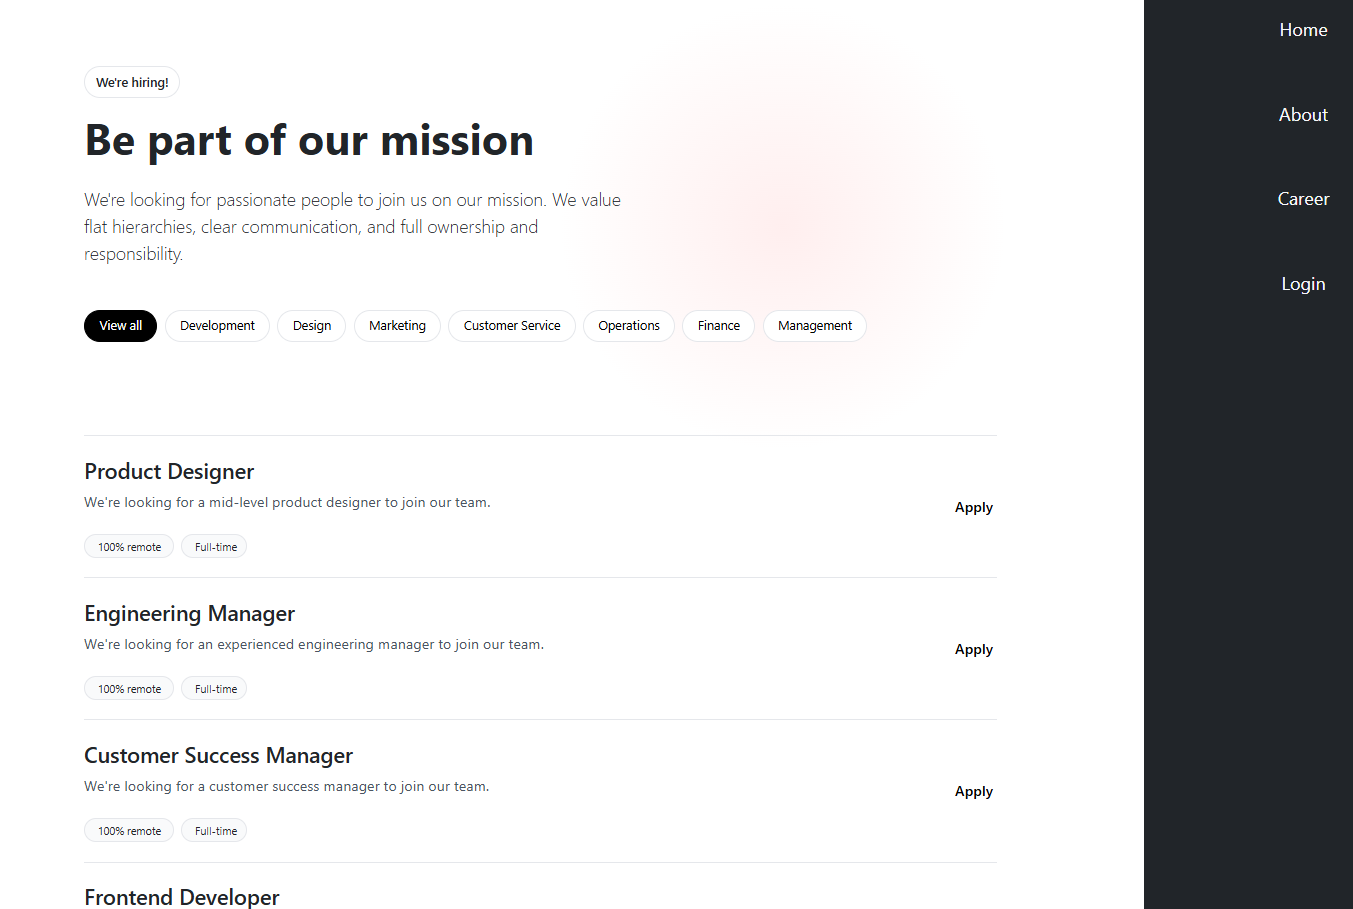 We're hiring!
Be part of our mission
We're looking for passionate people to join us on our mission. We value
flat hierarchies, clear communication, and full ownership and
responsibility.
View all
Development
Design
Marketing
Customer Service
Operations
Finance
Management
Product Designer
We're looking for a mid-level product designer to join our team.
Apply
100% remote
Full-time
Engineering Manager
We're looking for an experienced engineering manager to join our team.
Apply
100% remote
Full-time
Customer Success Manager
We're looking for a customer success manager to join our team.
Apply
100% remote
Full-time
Frontend Developer
Home
About
Career
Login